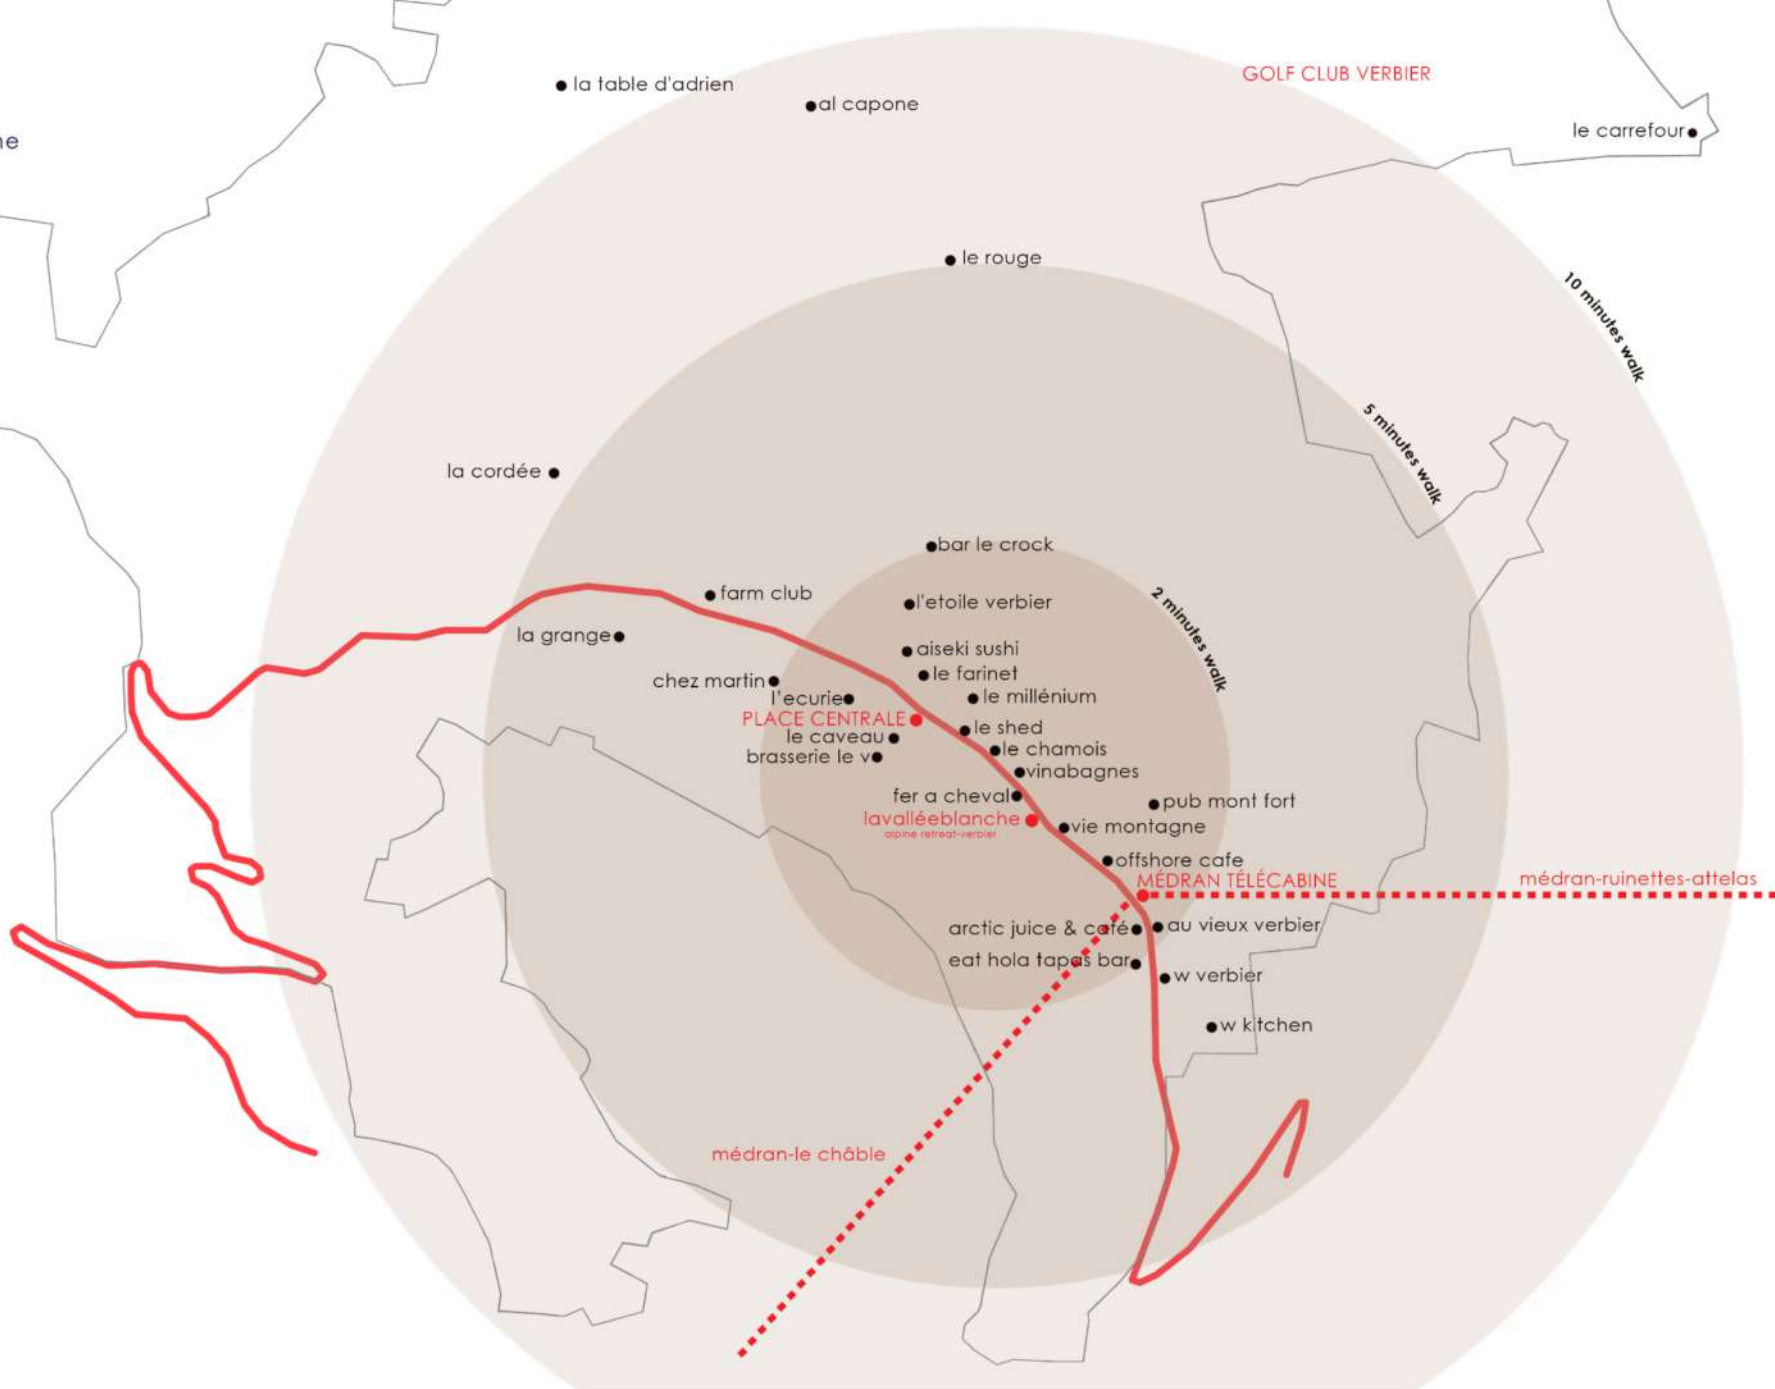 GOLF CLUB VERBIER
la table d'adrien
al capone
le carrefour
le rouge
10 minutes walk
5 minutes walk
la cordée
bar le crock
farm club
l'etoile verbier
2 minutes walk
la grange
aiseki sushi
le farinet
chez martin
l'ecurie
le millénium
PLACE CENTRALE
le shed
le caveau
le chamois
brasserie le v
vinabagnes
fer a cheval
pub mont fort
lavalléeblanche
alpine retreat-verbier
vie montagne
offshore cafe
MÉDRAN TÉLÉCABINE
médran-ruinettes-attelas
arctic juice & café
au vieux verbier
eat hola tapas bar
w verbier
w kitchen
médran-le châble